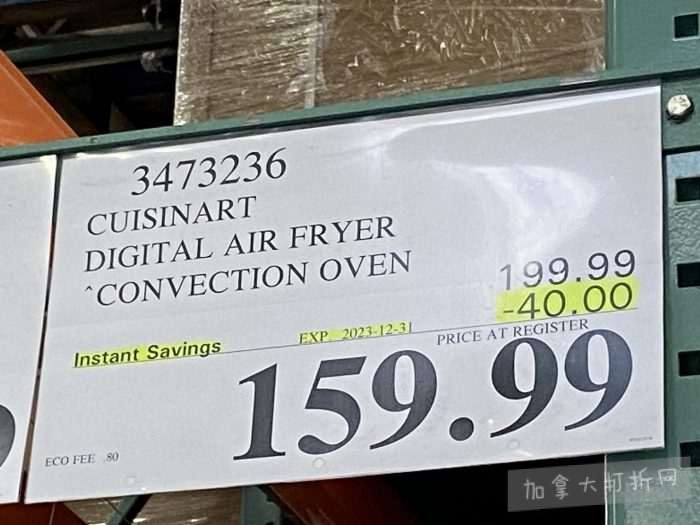 3473236
CUISINART
DIGITAL AIR FRYER
^CONVECTION OVEN
199.99
-40.00
Instant Savings EXP. 2023-12-31 PRICE AT REGISTER
159.99
ECO FEE .80
加拿大打折网